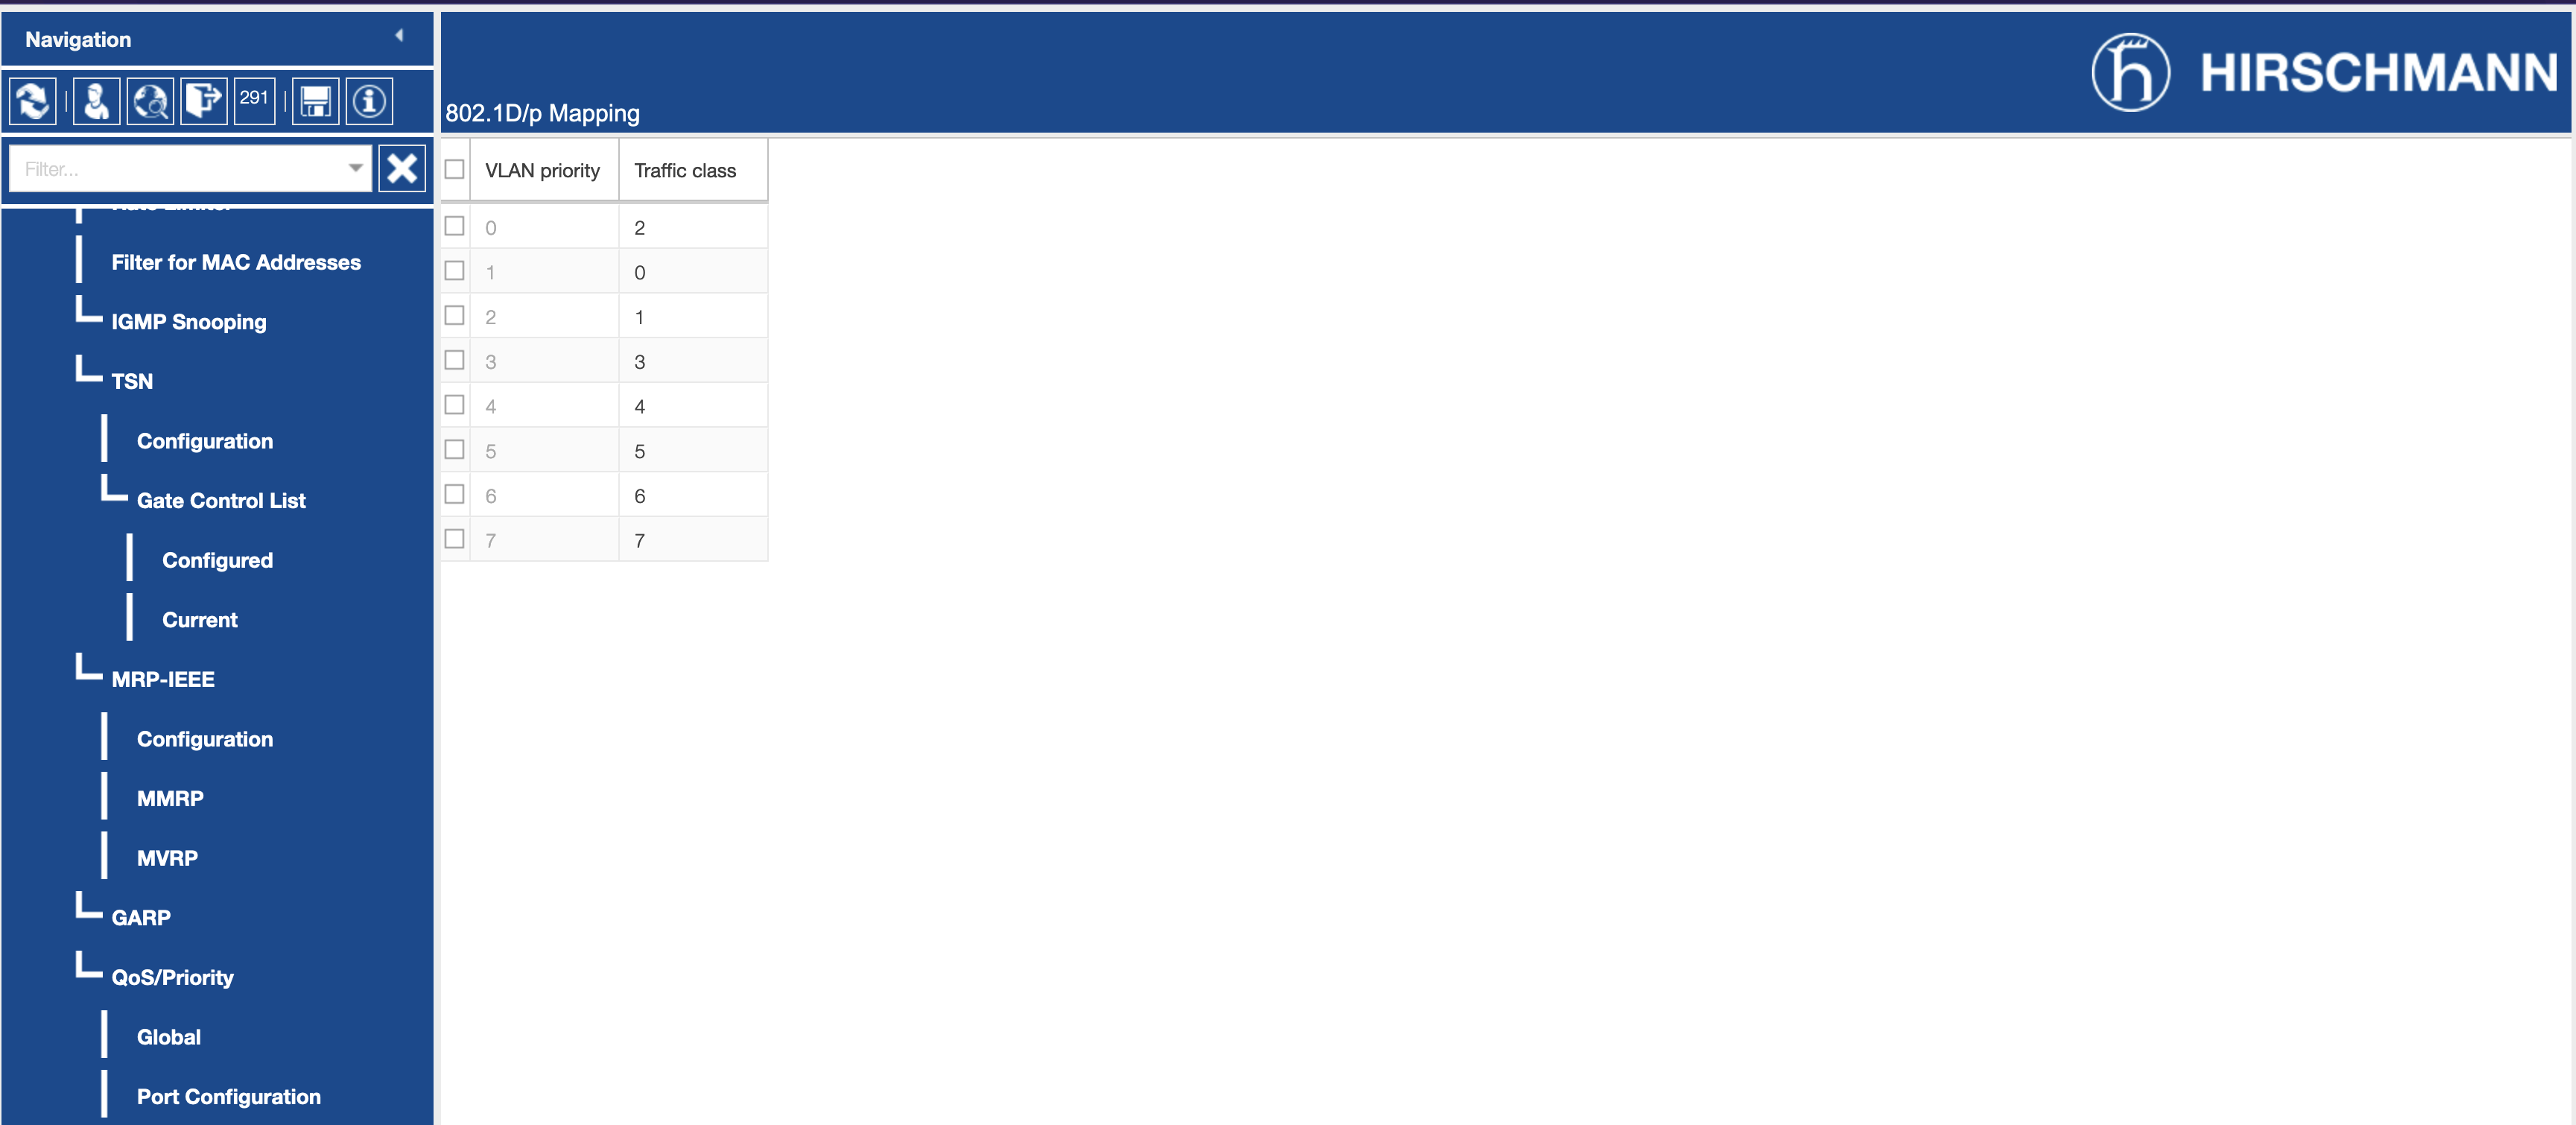 Navigation
291
Filter...
Filter for MAC Addresses
IGMP Snooping
TSN
Configuration
Gate Control List
Configured
Current
MRP-IEEE
Configuration
MMRP
MVRP
GARP
QoS/Priority
Global
Port Configuration
HIRSCHMANN
802.1D/p Mapping
VLAN priority Traffic class
0 2
1 0
2 1
3 3
4 4
5 5
6 6
7 7